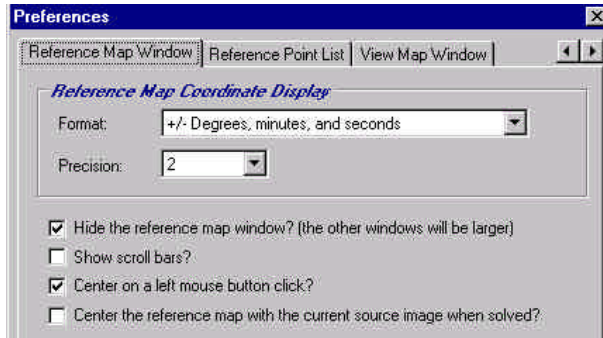 Preferences
Reference Map Window Reference Point List View Map Window
Reference Map Coordinate Display
Format: +/- Degrees, minutes, and seconds
Precision: 2
Hide the reference map window? (the other windows will be larger)
Show scroll bars?
Center on a left mouse button click?
Center the reference map with the current source image when solved?